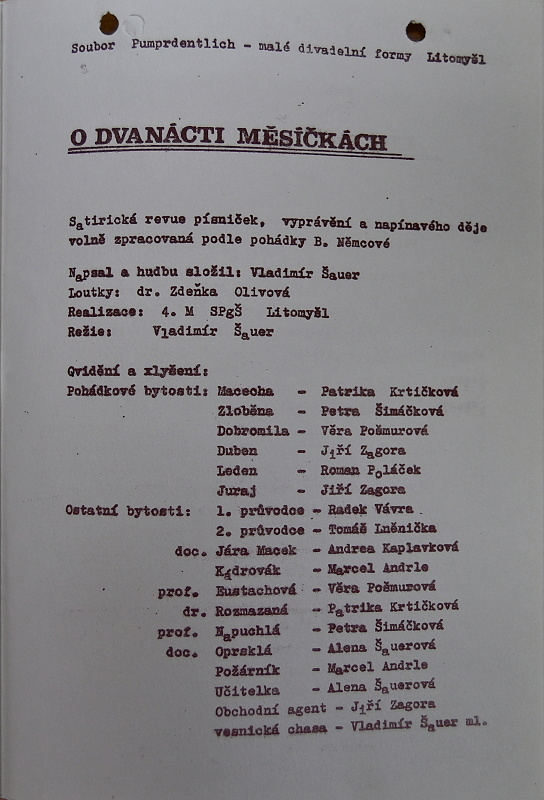 Soubor Pumprdentlich - malé divadelní formy Litomyšl
O DVANÁCTI MĚSÍČKÁCH
Satirická revue písniček, vyprávění a napínavého děje
volně zpracovaná podle pohádky B. Němcové
Napsal a hudbu složil: Vladimír Šauer
Loutky: dr. Zdeňka Olivová
Realizace: 4. M SPgŠ Litomyšl
Režie: Vladimír Šauer
Qvidění a xlyšení:
Pohádkové bytosti: Macecha - Patrika Krtičková
Zloběna - Petra Šimáčková
Dobromila - Věra Pošmurová
Duben - Jiří Zagora
Leden - Roman Poláček
Juraj - Jiří Zagora
Ostatní bytosti: 1. průvodce - Radek Vávra
2. průvodce - Tomáš Lněnička
doc. Jára Macek - Andrea Kaplavková
Kádrovák - Marcel Andrle
prof. Eustachová - Věra Pošmurová
dr. Rozmazaná - Patrika Krtičková
prof. Napuchlá - Petra Šimáčková
doc. Oprsklá - Alena Šauerová
Požárník - Marcel Andrle
Učitelka - Alena Šauerová
Obchodní agent - Jiří Zagora
vesnická chasa - Vladimír Šauer ml.